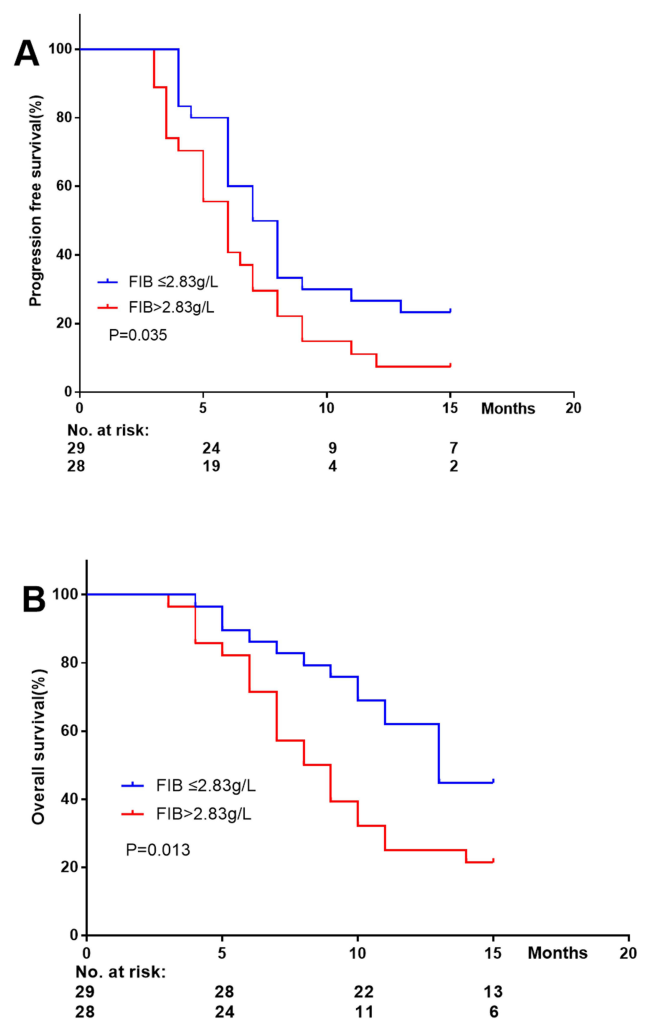 A
Progression free survival(%)
100
80
60
40
20
0
FIB ≤2.83g/L
FIB>2.83g/L
P=0.035
0 5 10 15 Months 20
No. at risk:
29 24 9 7
28 19 4 2
B
Overall survival(%)
100
80
60
40
20
0
FIB ≤2.83g/L
FIB>2.83g/L
P=0.013
0 5 10 15 Months 20
No. at risk:
29 28 22 13
28 24 11 6